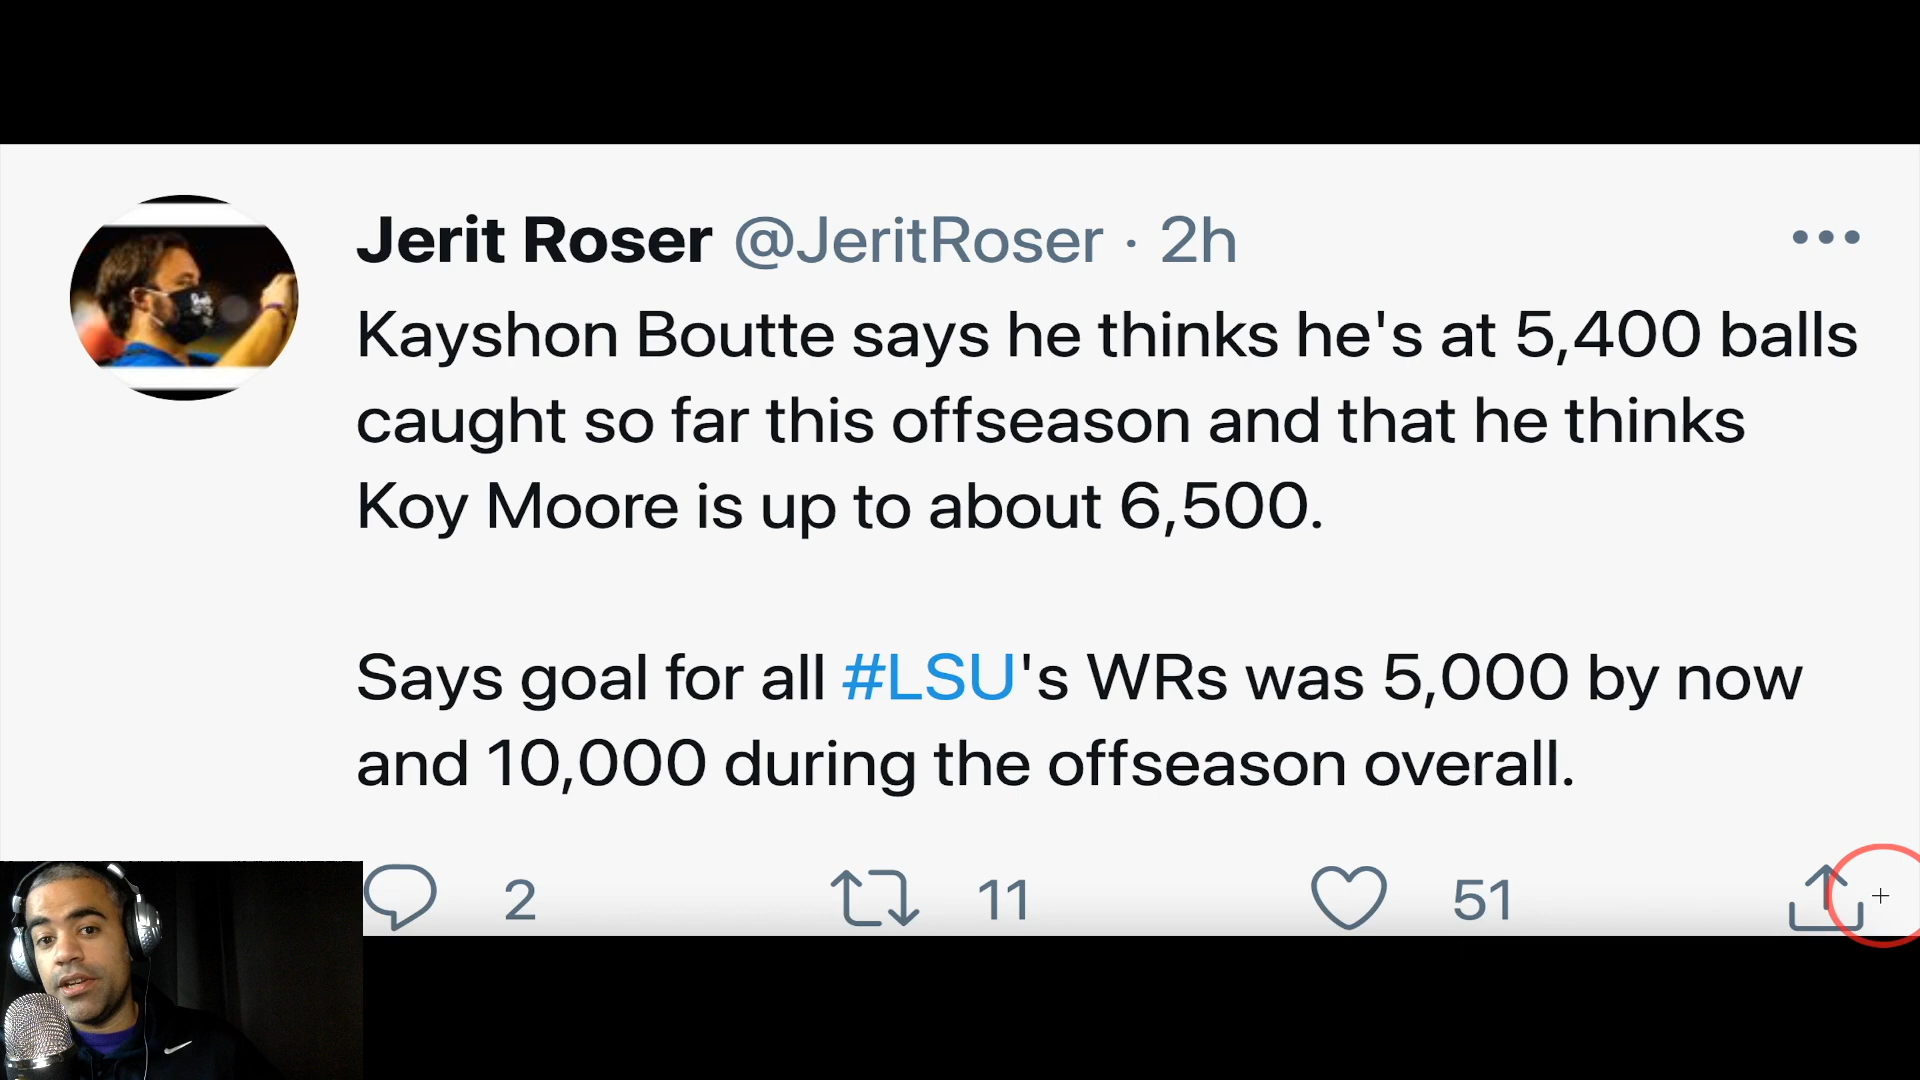 Jerit Roser @JeritRoser · 2h
Kayshon Boutte says he thinks he's at 5,400 balls
caught so far this offseason and that he thinks
Koy Moore is up to about 6,500.
Says goal for all #LSU's WRs was 5,000 by now
and 10,000 during the offseason overall.
2 11 51